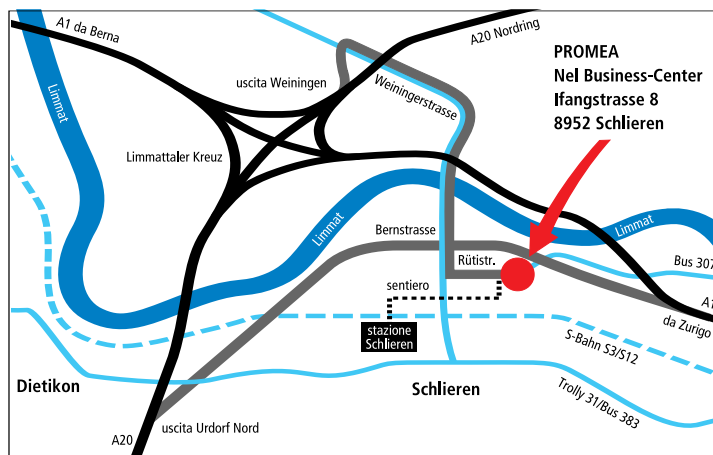 A1 da Berna
A20 Nordring
PROMEA
Nel Business-Center
Ifangstrasse 8
8952 Schlieren
uscita Weiningen
Weiningerstrasse
Limmat
Limmattaler Kreuz
Limmat
Limmat
Bernstrasse
Rütistr.
Bus 307
sentiero
A1
da Zurigo
stazione
Schlieren
S-Bahn S3/S12
Dietikon
Schlieren
Trolly 31/Bus 383
uscita Urdorf Nord
A20